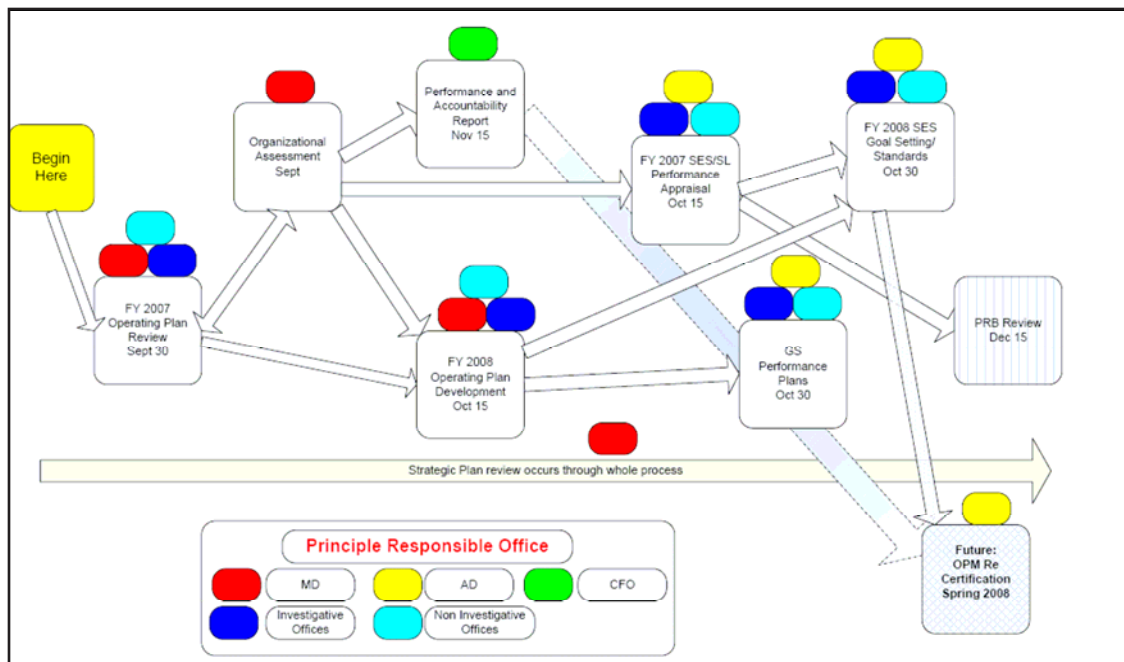 Begin
Here
FY 2007
Operating Plan
Review
Sept 30
Organizational
Assessment
Sept
Performance and
Accountability
Report
Nov 15
FY 2008
Operating Plan
Development
Oct 15
FY 2007 SES/SL
Performance
Appraisal
Oct 15
GS
Performance
Plans
Oct 30
FY 2008 SES
Goal Setting/
Standards
Oct 30
PRB Review
Dec 15
Strategic Plan review occurs through whole process
Future:
OPM Re
Certification
Spring 2008
Principle Responsible Office
MD
AD
CFO
Investigative
Offices
Non Investigative
Offices